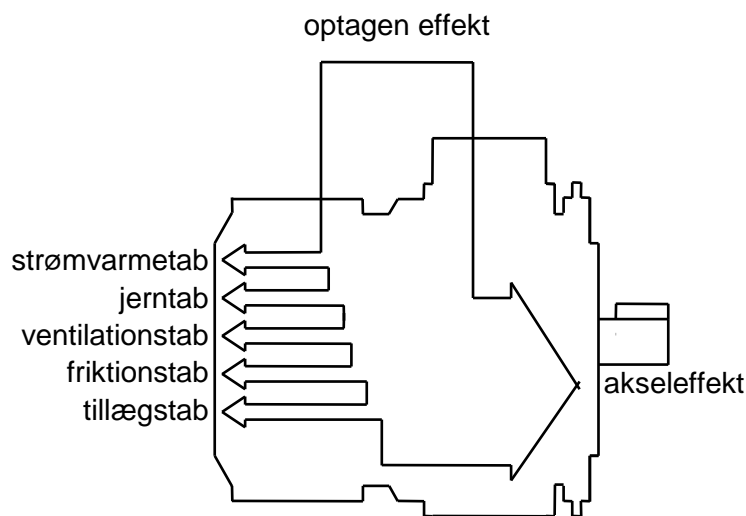 optagen effekt
strømvarmetab
jerntab
ventilationstab
friktionstab
tillægstab
akseleffekt